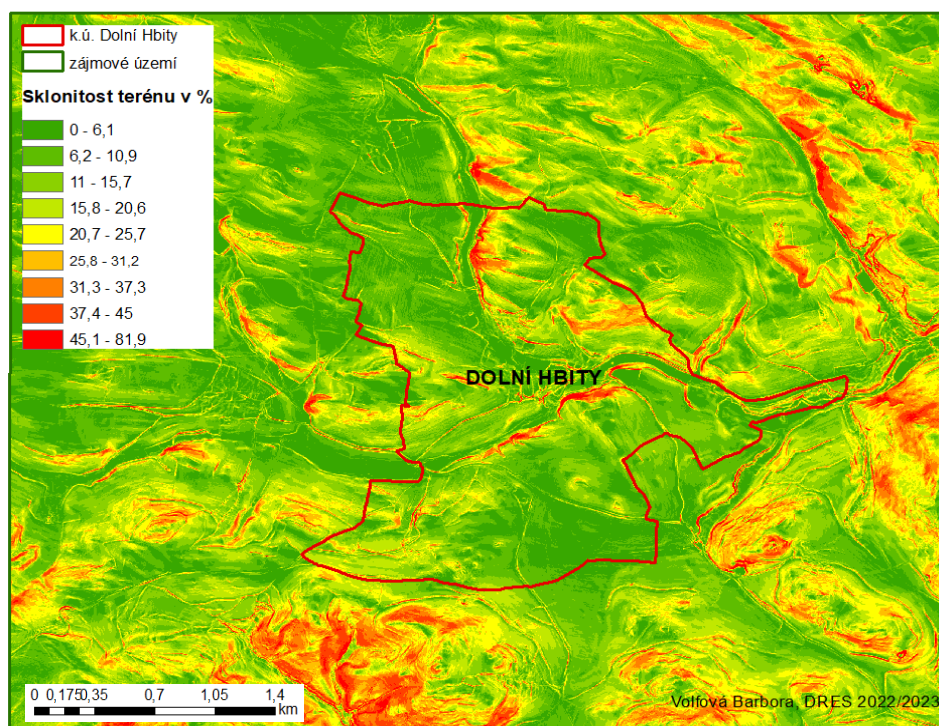 k.ú. Dolní Hbity
zájmové území
Sklonitost terénu v %
0 - 6,1
6,2 - 10,9
11 - 15,7
15,8 - 20,6
20,7 - 25,7
25,8 - 31,2
31,3 - 37,3
37,4 - 45
45,1 - 81,9
DOLNÍ HBITY
0 0,175 0,35 0,7 1,05 1,4
km
Volfová Barbora, DRES 2022/2023